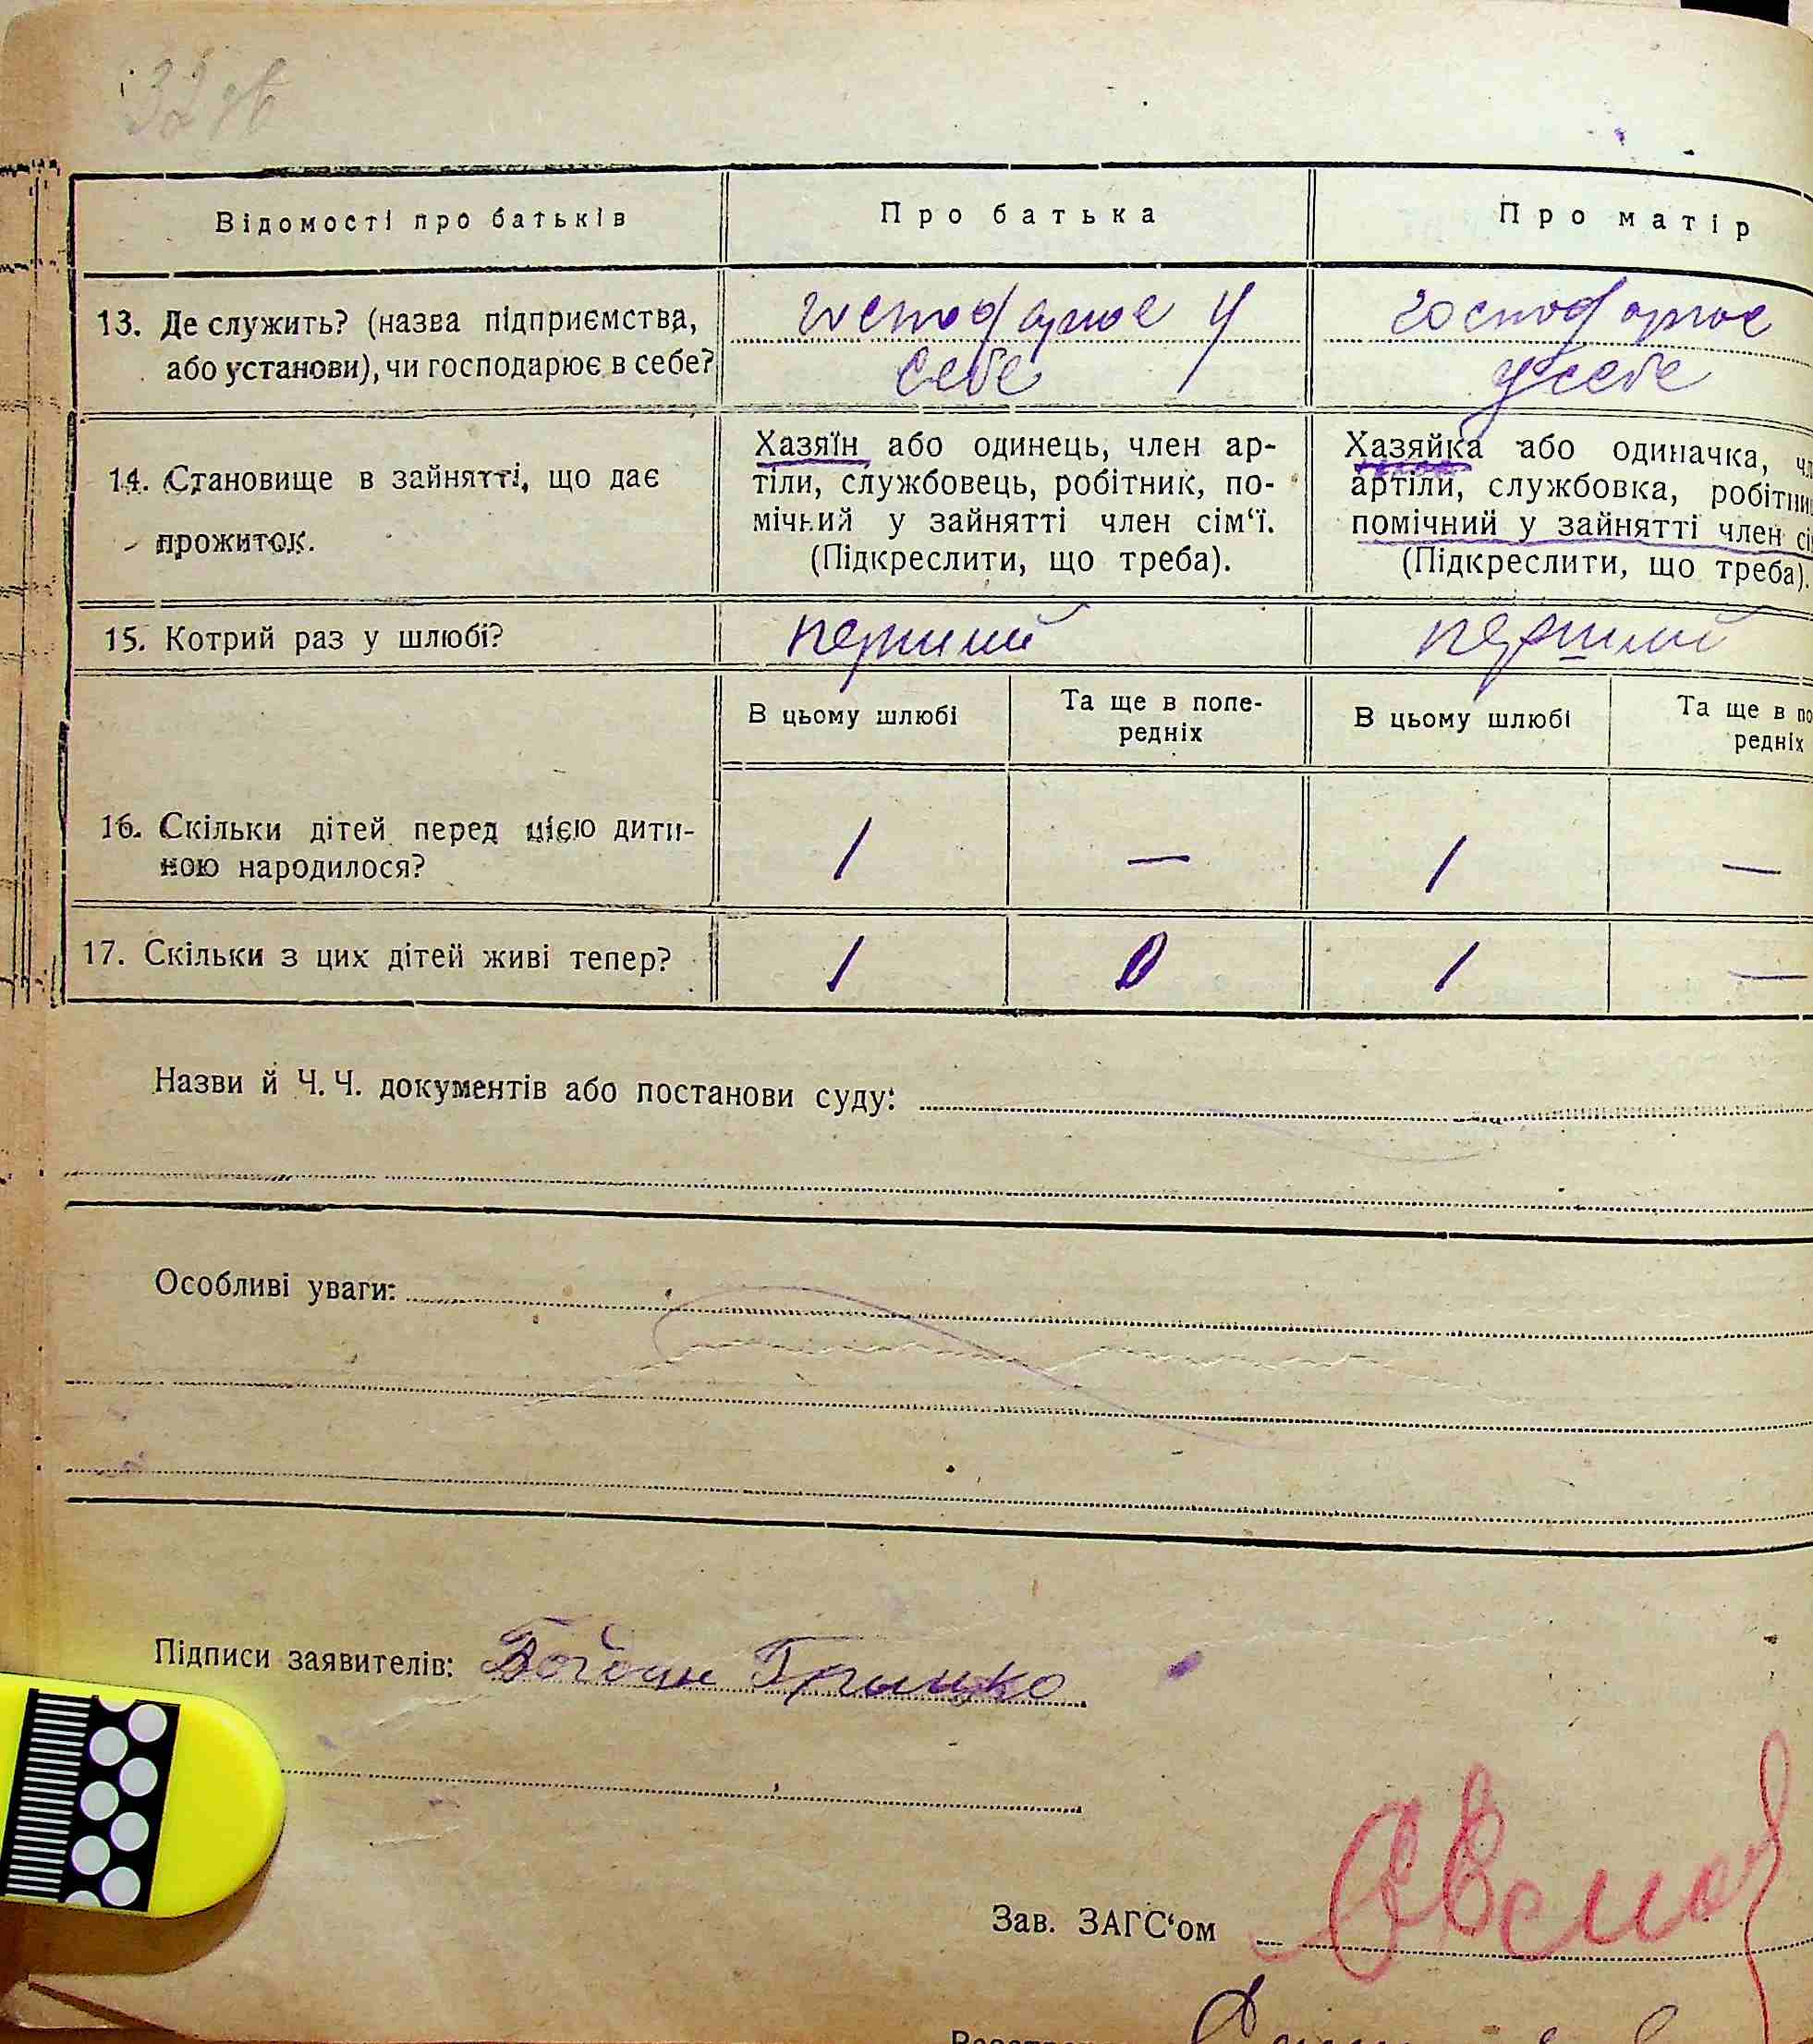 32 зв
Відомості про батьків
Про батька
Про матір
13. Де служить? (назва підприємства,
або установи), чи господарює в себе?
господарює у
себе
господарює
у себе
14. Становище в зайнятті, що дає
прожиток.
Хазяїн або одинець, член ар-
тіли, службовець, робітник, по-
мічний у зайнятті член сім‘ї.
(Підкреслити, що треба).
Хазяйка або одиначка,
артіли, службовка,
помічний у зайнятті член
(Підкреслити, що треба).
15. Котрий раз у шлюбі?
перший
перший
В цьому шлюбі
Та ще в попе-
редніх
В цьому шлюбі
Та ще в по
редніх
16. Скільки дітей перед цією дити-
ною народилося?
1 — 1 —
17. Скільки з цих дітей живі тепер?
1 0 1 —
Назви й Ч. Ч. документів або постанови суду:
Особливі уваги:
Підписи заявителів: Богдан Грицко
Зав. ЗАГС‘ом